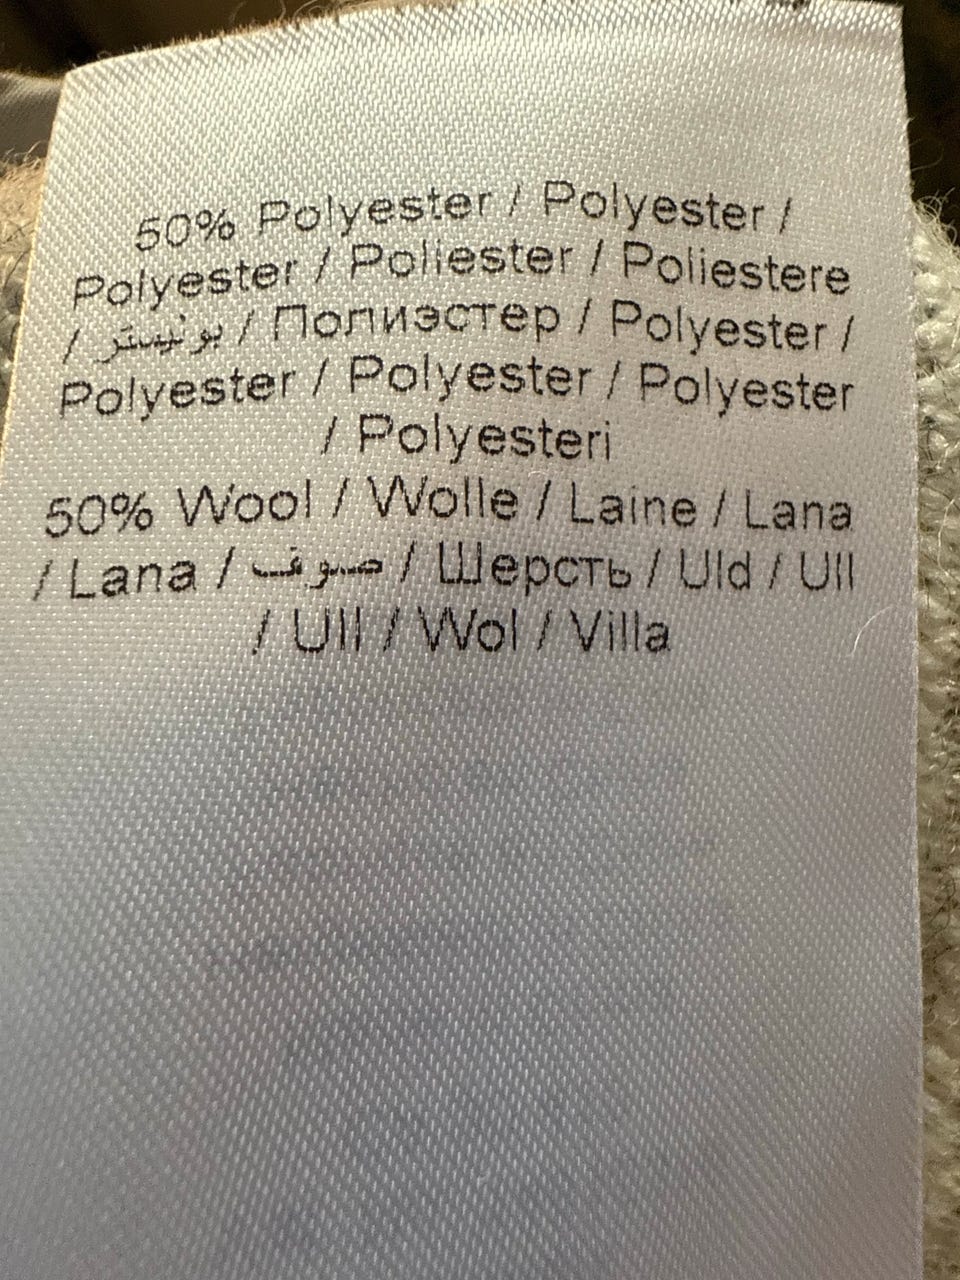 50% Polyester / Polyester /
Polyester / Poliester / Poliestere
/ بونيستر / Полиэстер / Polyester /
Polyester / Polyester / Polyester
/ Polyesteri
50% Wool / Wolle / Laine / Lana
/ Lana / صوف / Шерсть / Uld / Ull
/ Ull / Wol / Villa